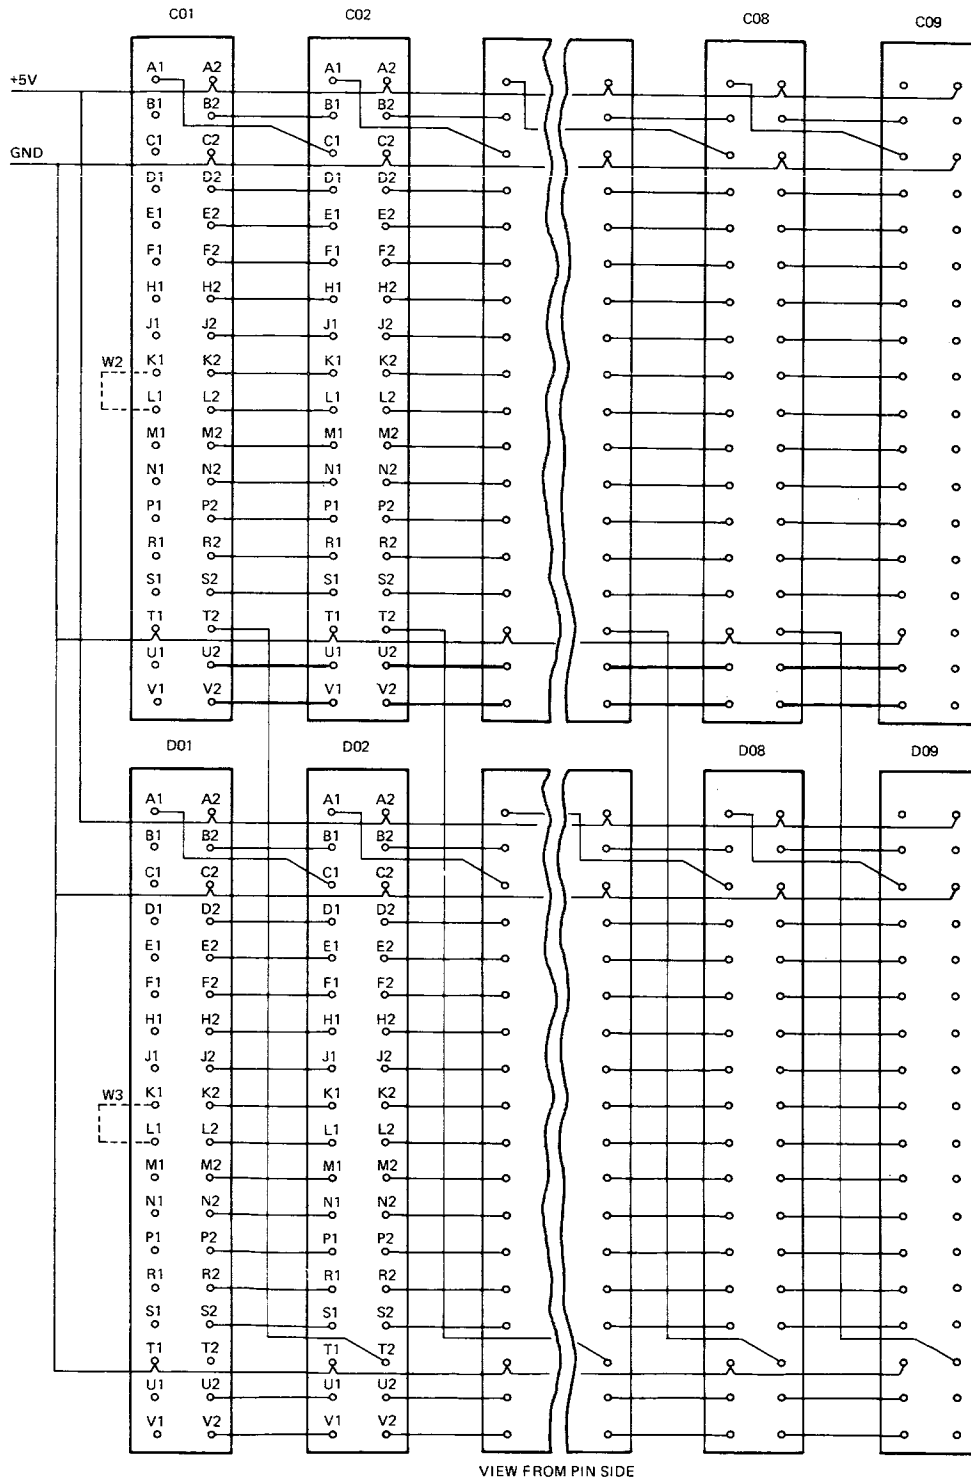 C01 C02 C08 C09
+5V
GND
A1 A2 A1 A2
B1 B2 B1 B2
C1 C2 C1 C2
D1 D2 D1 D2
E1 E2 E1 E2
F1 F2 F1 F2
H1 H2 H1 H2
J1 J2 J1 J2
W2 K1 K2 K1 K2
L1 L2 L1 L2
M1 M2 M1 M2
N1 N2 N1 N2
P1 P2 P1 P2
R1 R2 R1 R2
S1 S2 S1 S2
T1 T2 T1 T2
U1 U2 U1 U2
V1 V2 V1 V2
D01 D02 D08 D09
A1 A2 A1 A2
B1 B2 B1 B2
C1 C2 C1 C2
D1 D2 D1 D2
E1 E2 E1 E2
F1 F2 F1 F2
H1 H2 H1 H2
J1 J2 J1 J2
W3 K1 K2 K1 K2
L1 L2 L1 L2
M1 M2 M1 M2
N1 N2 N1 N2
P1 P2 P1 P2
R1 R2 R1 R2
S1 S2 S1 S2
T1 T2 T1 T2
U1 U2 U1 U2
V1 V2 V1 V2
VIEW FROM PIN SIDE